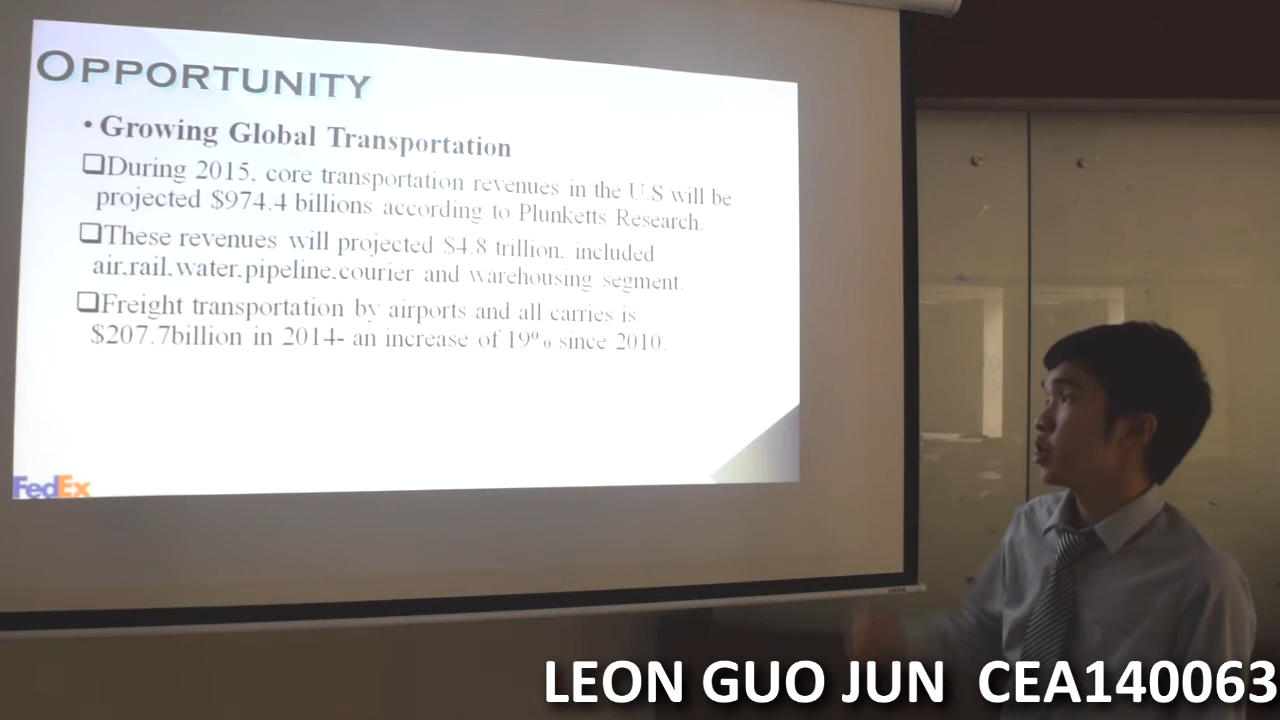 OPPORTUNITY
• Growing Global Transportation
❑During 2015, core transportation revenues in the U.S will be
projected $974.4 billions according to Plunketts Research.
❑These revenues will projected $4.8 trillion, included
air,rail,water,pipeline,courier and warehousing segment.
❑Freight transportation by airports and all carries is
$207.7billion in 2014- an increase of 19% since 2010.
FedEx
LEON GUO JUN CEA140063